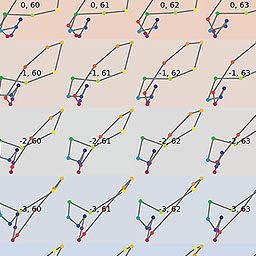 0, 60 0, 61 0, 62 0, 63
-1, 60 -1, 61 -1, 62 -1, 63
-2, 60 -2, 61 -2, 62 -2, 63
-3, 60 -3, 61 -3, 62 -3, 63